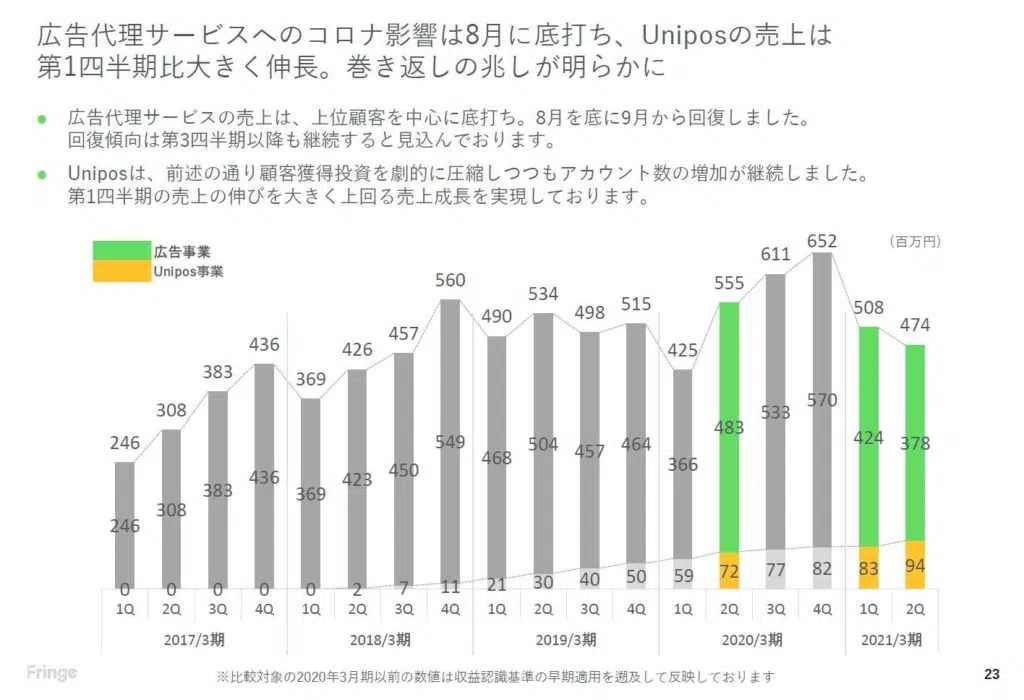 広告代理サービスへのコロナ影響は8月に底打ち、Uniposの売上は
第1四半期比大きく伸長。巻き返しの兆しが明らかに
● 広告代理サービスの売上は、上位顧客を中心に底打ち。8月を底に9月から回復しました。
回復傾向は第3四半期以降も継続すると見込んでおります。
● Uniposは、前述の通り顧客獲得投資を劇的に圧縮しつつもアカウント数の増加が継続しました。
第1四半期の売上の伸びを大きく上回る売上成長を実現しております。
広告事業
Unipos事業
(百万円)
246 308 383 436 369 426 457 560 490 534 498 515 425 555 611 652 508 474
246 308 383 436 369 423 450 549 468 504 457 464 366 483 533 570 424 378
0 0 0 0 0 2 7 11 21 30 40 50 59 72 77 82 83 94
1Q 2Q 3Q 4Q 1Q 2Q 3Q 4Q 1Q 2Q 3Q 4Q 1Q 2Q 3Q 4Q 1Q 2Q
2017/3期 2018/3期 2019/3期 2020/3期 2021/3期
Fringe
※比較対象の2020年3月期以前の数値は収益認識基準の早期適用を遡及して反映しております
23